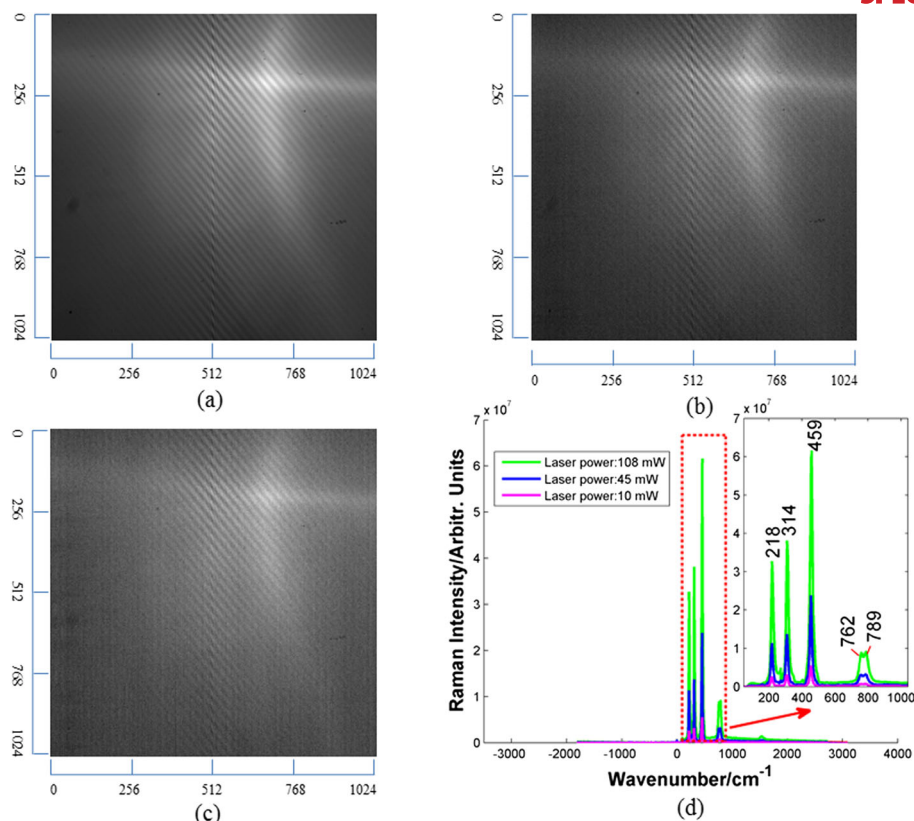 0
256
512
768
1024
0 256 512 768 1024
(a)
0
256
512
768
1024
0 256 512 768 1024
(b)
0
256
512
768
1024
0 256 512 768 1024
(c)
x 10⁷
7
6
5
4
3
2
1
0
Raman Intensity/Arbitr. Units
Laser power:108 mW
Laser power:45 mW
Laser power:10 mW
-3000 -2000 -1000 0 1000 2000 3000 4000
Wavenumber/cm⁻¹
x 10⁷
7
6
5
4
3
2
1
0
218
314
459
762
789
200 400 600 800 1000
(d)